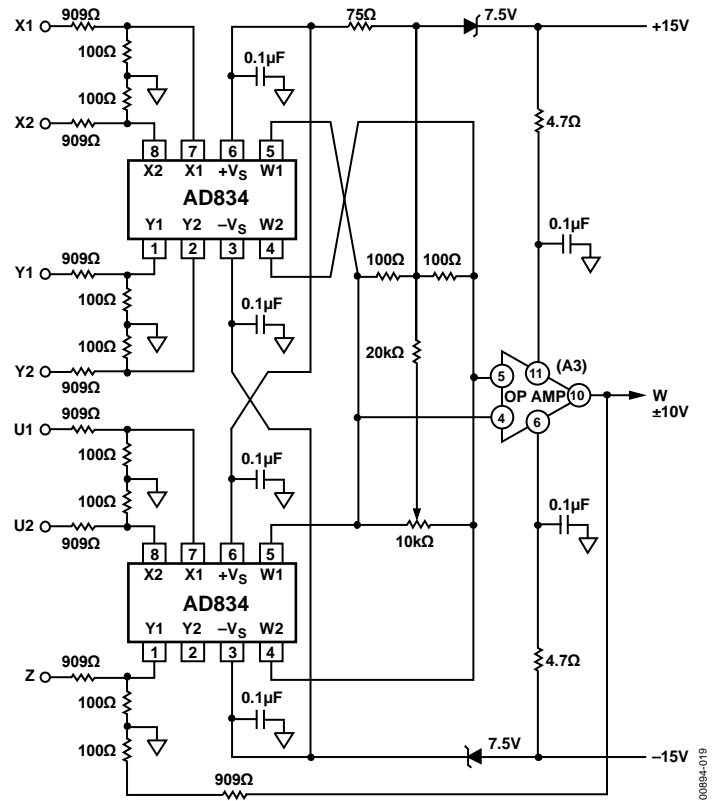 X1 909Ω
75Ω
7.5V
+15V
100Ω
0.1µF
100Ω
X2
909Ω
4.7Ω
8 7 6 5
X2 X1 +VS W1
AD834
Y1 Y2 –VS W2
1 2 3 4
0.1µF
909Ω
Y1
100Ω 100Ω
100Ω
0.1µF
100Ω
20kΩ
(A3)
5 11
OP AMP 10
4 6
W
±10V
Y2
909Ω
909Ω
U1
100Ω
0.1µF
0.1µF
100Ω
U2
909Ω
10kΩ
8 7 6 5
X2 X1 +VS W1
AD834
Y1 Y2 –VS W2
1 2 3 4
909Ω
4.7Ω
Z
100Ω
0.1µF
100Ω
7.5V
–15V
909Ω
00894-019